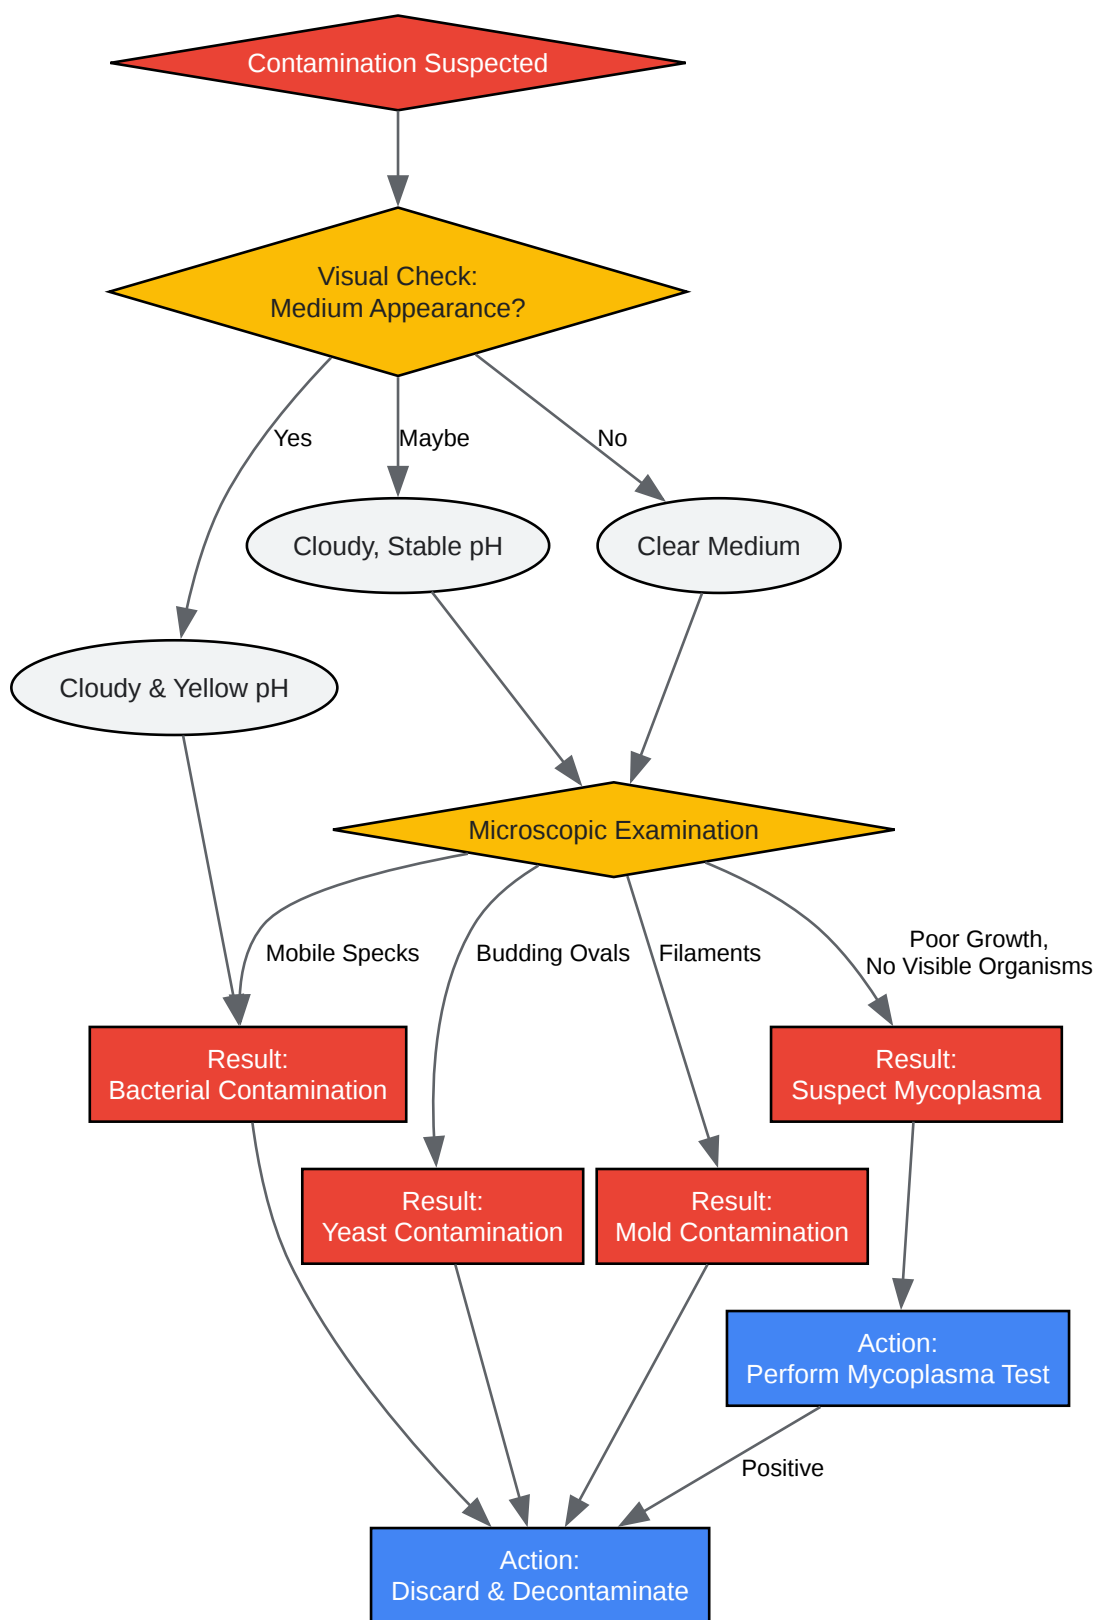 Contamination Suspected
Visual Check:
Medium Appearance?
Yes
Maybe
No
Cloudy, Stable pH
Clear Medium
Cloudy & Yellow pH
Microscopic Examination
Mobile Specks
Budding Ovals
Filaments
Poor Growth,
No Visible Organisms
Result:
Bacterial Contamination
Result:
Suspect Mycoplasma
Result:
Yeast Contamination
Result:
Mold Contamination
Action:
Perform Mycoplasma Test
Positive
Action:
Discard & Decontaminate